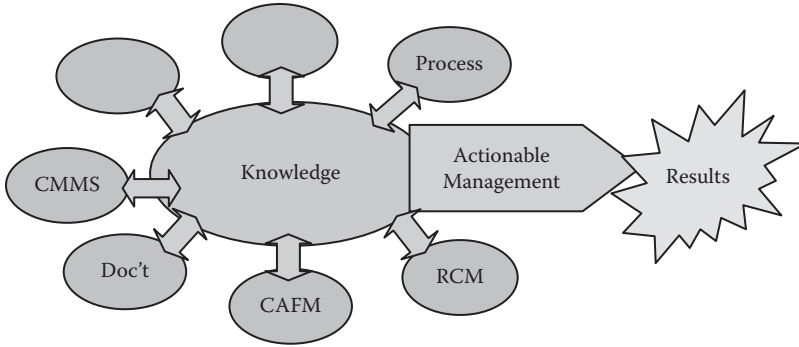 Process
Knowledge
Actionable
Management
Results
CMMS
Doc't
CAFM
RCM